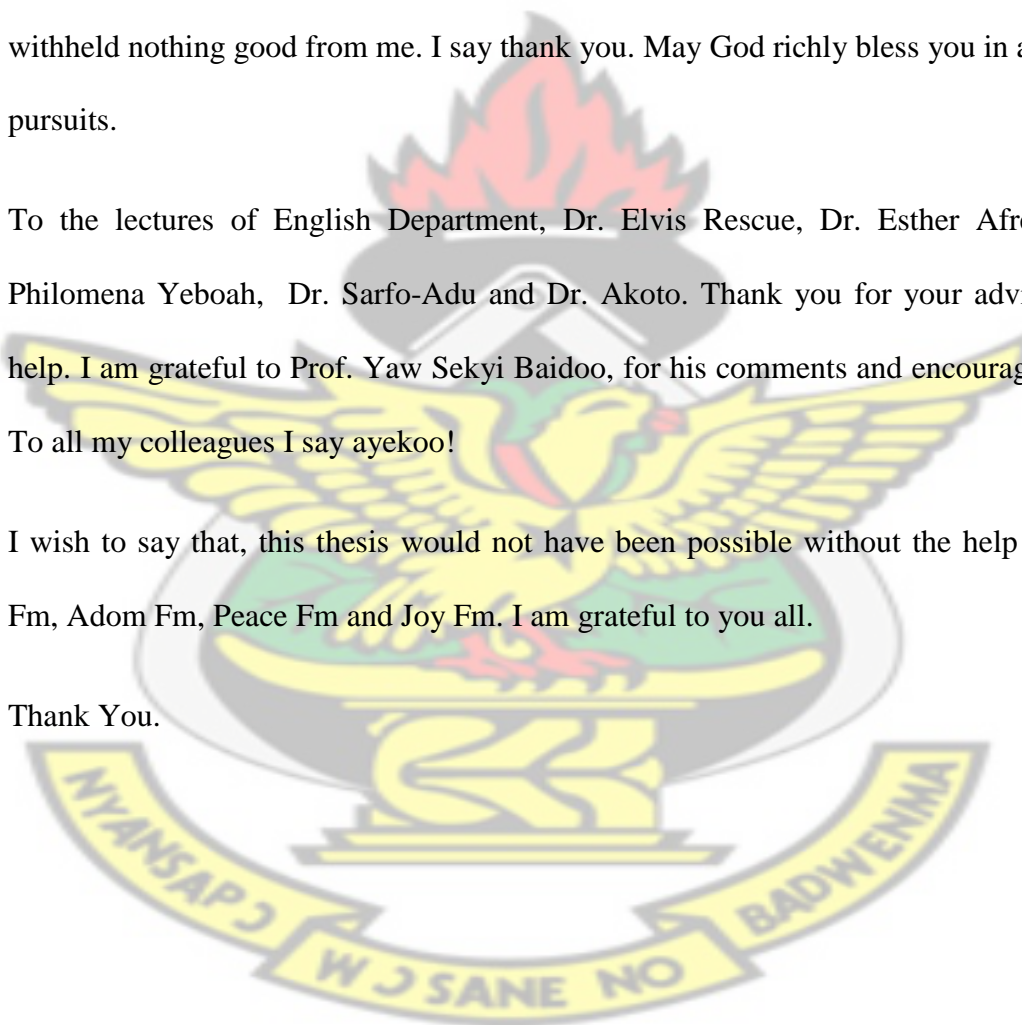 withheld nothing good from me. I say thank you. May God richly bless you in a
pursuits.
To the lectures of English Department, Dr. Elvis Rescue, Dr. Esther Afre
Philomena Yeboah, Dr. Sarfo-Adu and Dr. Akoto. Thank you for your advi
help. I am grateful to Prof. Yaw Sekyi Baidoo, for his comments and encourag
To all my colleagues I say ayekoo!
I wish to say that, this thesis would not have been possible without the help
Fm, Adom Fm, Peace Fm and Joy Fm. I am grateful to you all.
Thank You.
NYANSAPƆ
WƆSANE NO
BADWENMA